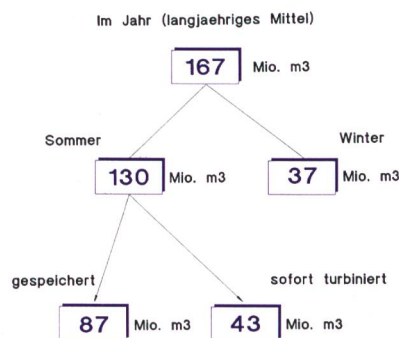 Im Jahr (langjaehriges Mittel)
167 Mio. m3
Sommer Winter
130 Mio. m3 37 Mio. m3
gespeichert sofort turbiniert
87 Mio. m3 43 Mio. m3